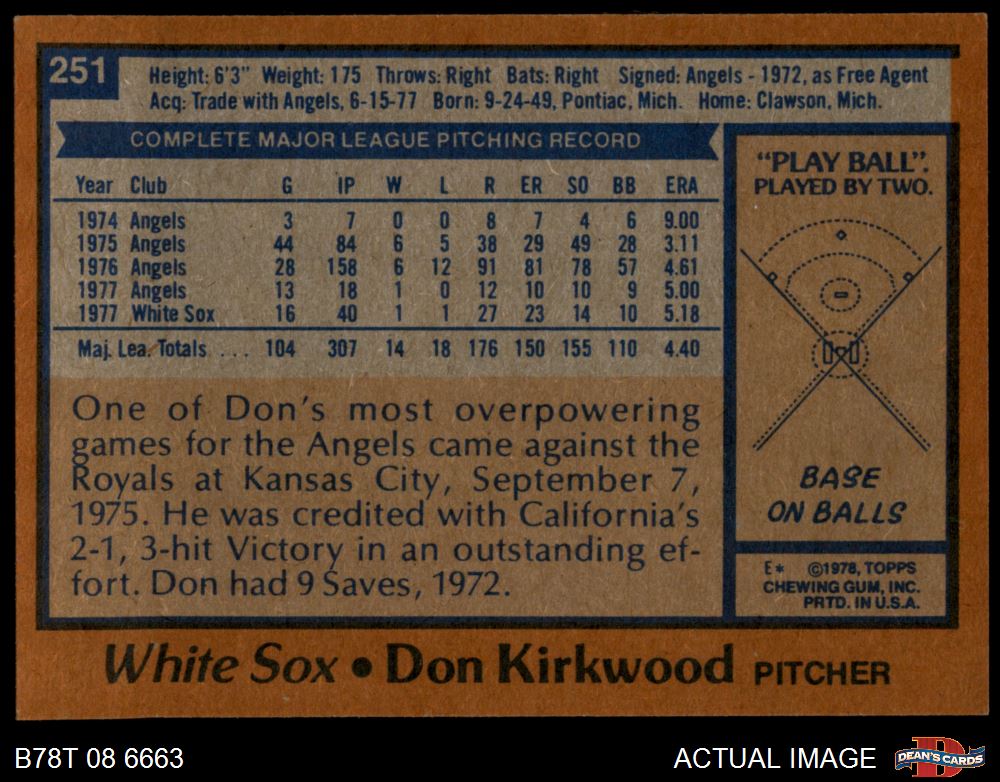 251
Height: 6'3" Weight: 175 Throws: Right Bats: Right Signed: Angels - 1972, as Free Agent
Acq: Trade with Angels, 6-15-77 Born: 9-24-49, Pontiac, Mich. Home: Clawson, Mich.
COMPLETE MAJOR LEAGUE PITCHING RECORD
Year Club G IP W L R ER SO BB ERA
1974 Angels 3 7 0 0 8 7 4 6 9.00
1975 Angels 44 84 6 5 38 29 49 28 3.11
1976 Angels 28 158 6 12 91 81 78 57 4.61
1977 Angels 13 18 1 0 12 10 10 9 5.00
1977 White Sox 16 40 1 1 27 23 14 10 5.18
Maj. Lea. Totals ... 104 307 14 18 176 150 155 110 4.40
One of Don's most overpowering
games for the Angels came against the
Royals at Kansas City, September 7,
1975. He was credited with California's
2-1, 3-hit Victory in an outstanding ef-
fort. Don had 9 Saves, 1972.
"PLAY BALL".
PLAYED BY TWO.
BASE
ON BALLS
E* ©1978, TOPPS
CHEWING GUM, INC.
PRTD. IN U.S.A.
White Sox • Don Kirkwood PITCHER
B78T 08 6663
ACTUAL IMAGE
D
DEAN'S CARDS